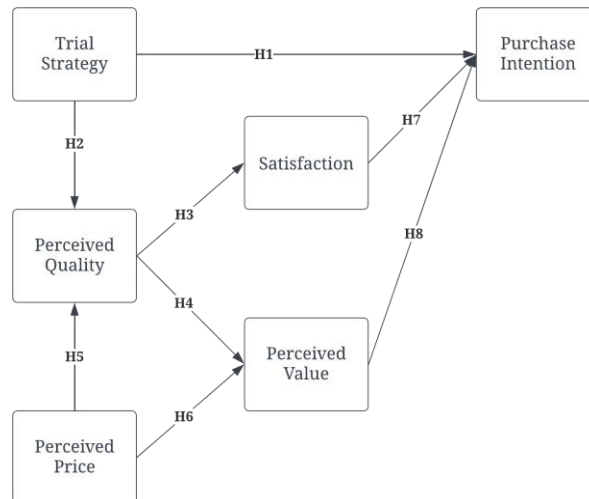 Trial
Strategy
H1
Purchase
Intention
H2
Satisfaction
H7
Perceived
Quality
H3
H8
H4
H5
Perceived
Value
H6
Perceived
Price